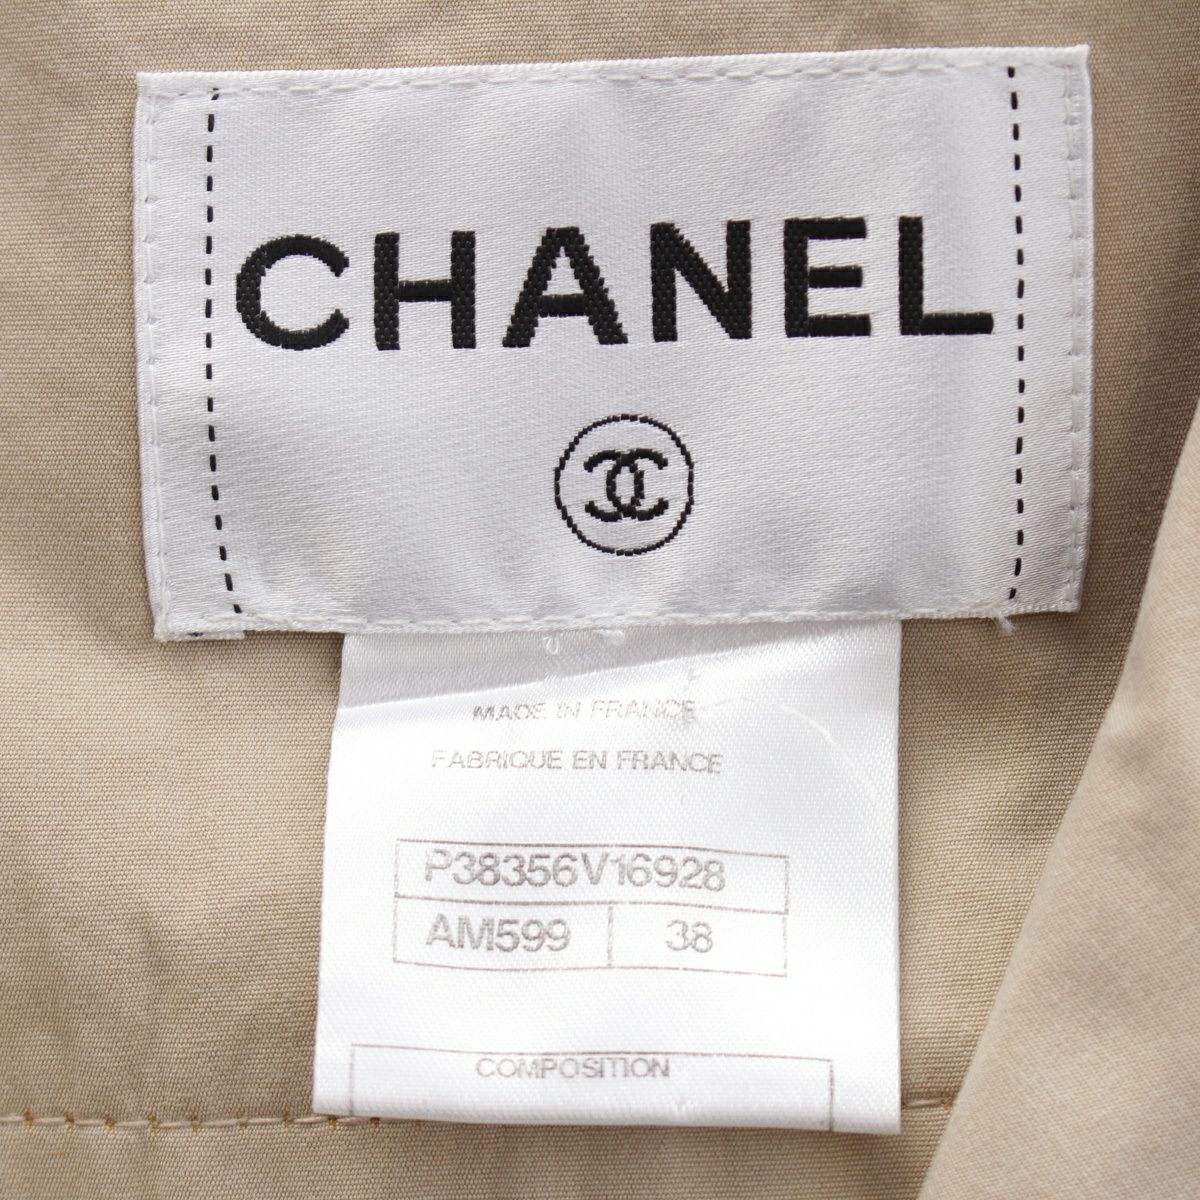 CHANEL
MADE IN FRANCE
FABRIQUE EN FRANCE
P38356V16928
AM599 38
COMPOSITION